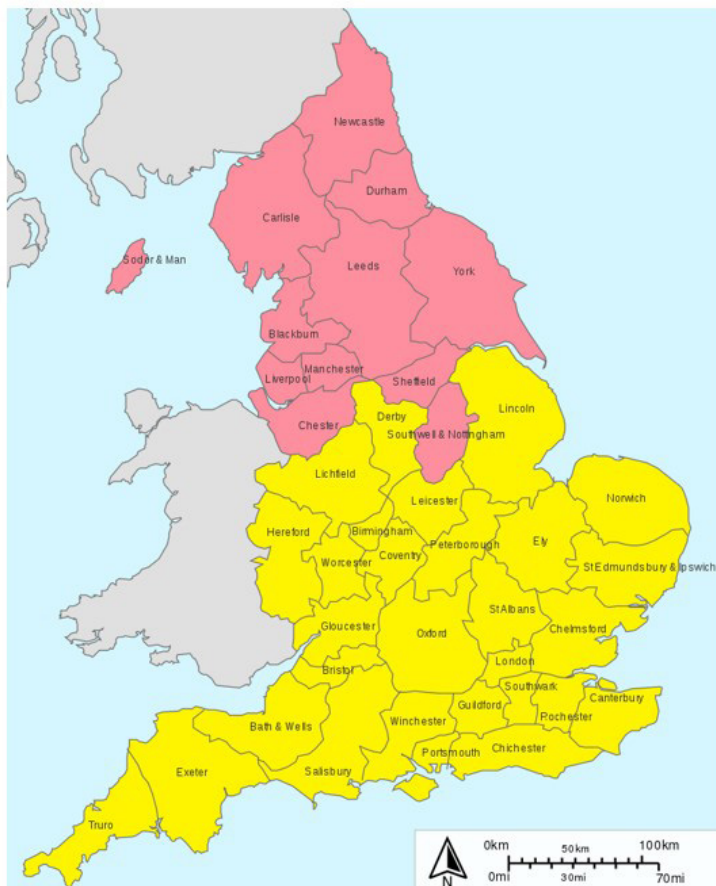 Newcastle
Durham
Carlisle
Sodor & Man
Leeds
York
Blackburn
Manchester
Liverpool
Sheffield
Chester
Derby
Lincoln
Southwell & Nottingham
Lichfield
Leicester
Norwich
Hereford
Birmingham
Peterborough
Ely
Worcester
Coventry
St Edmundsbury & Ipswich
St Albans
Gloucester
Oxford
Chelmsford
London
Bristol
Southwark
Canterbury
Guildford
Rochester
Bath & Wells
Winchester
Portsmouth
Chichester
Exeter
Salisbury
Truro
N
0km 50km 100km
0mi 30mi 70mi